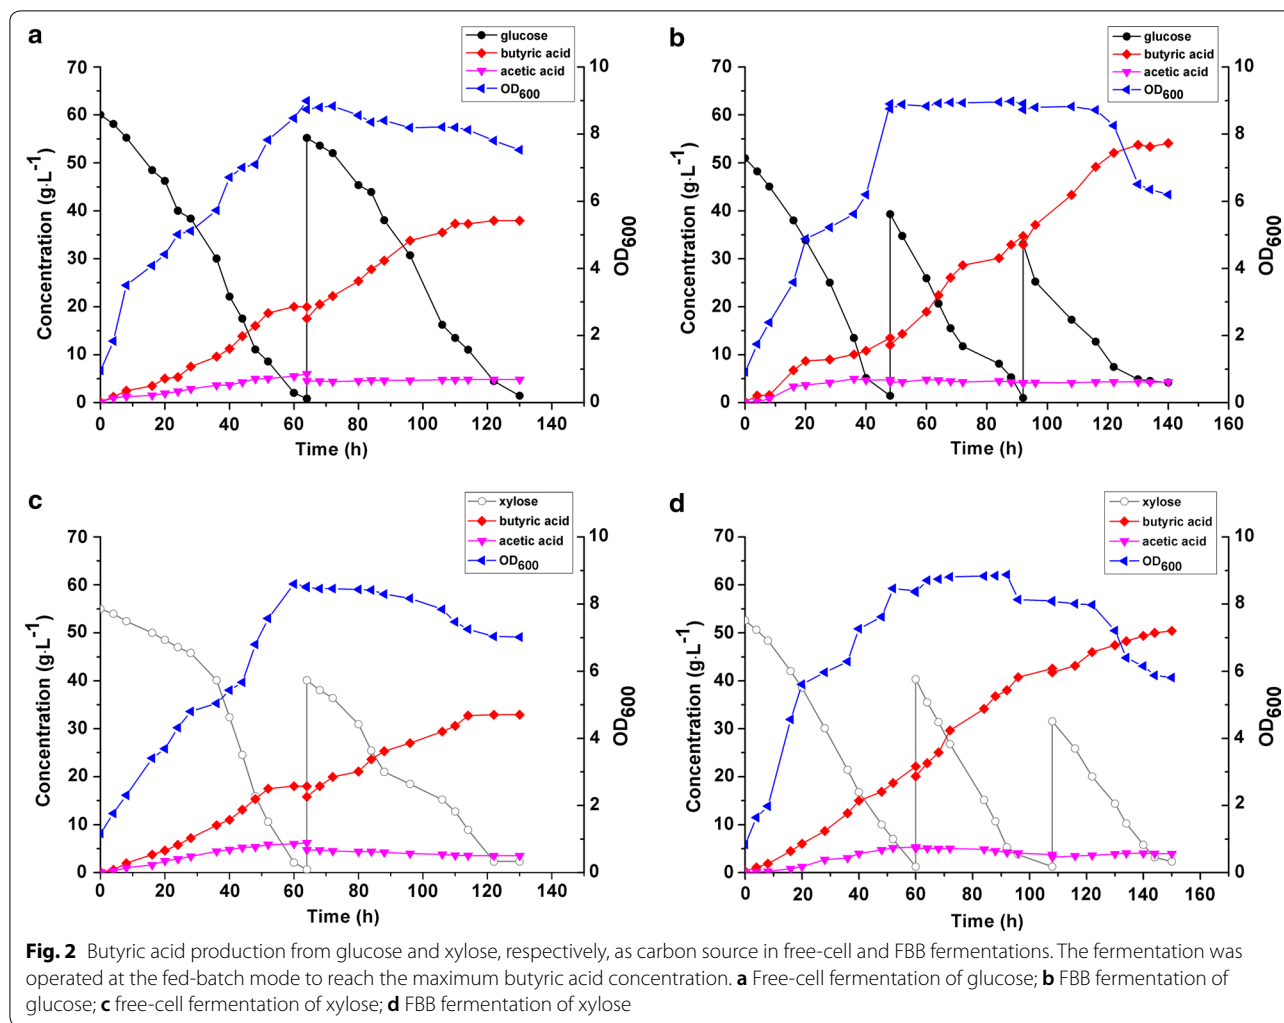 a
glucose
butyric acid
acetic acid
OD600
70
60
50
40
30
20
10
0
Concentration (g·L-1)
10
8
6
4
2
0
OD600
0 20 40 60 80 100 120 140
Time (h)
b
glucose
butyric acid
acetic acid
OD600
70
60
50
40
30
20
10
0
Concentration (g·L-1)
10
8
6
4
2
0
OD600
0 20 40 60 80 100 120 140
Time (h)
c
xylose
butyric acid
acetic acid
OD600
70
60
50
40
30
20
10
0
Concentration (g·L-1)
10
8
6
4
2
0
OD600
0 20 40 60 80 100 120 140
Time (h)
d
xylose
butyric acid
acetic acid
OD600
70
60
50
40
30
20
10
0
Concentration (g·L-1)
10
8
6
4
2
0
OD600
0 20 40 60 80 100 120 140 160
Time (h)
Fig. 2 Butyric acid production from glucose and xylose, respectively, as carbon source in free-cell and FBB fermentations. The fermentation was
operated at the fed-batch mode to reach the maximum butyric acid concentration. a Free-cell fermentation of glucose; b FBB fermentation of
glucose; c free-cell fermentation of xylose; d FBB fermentation of xylose